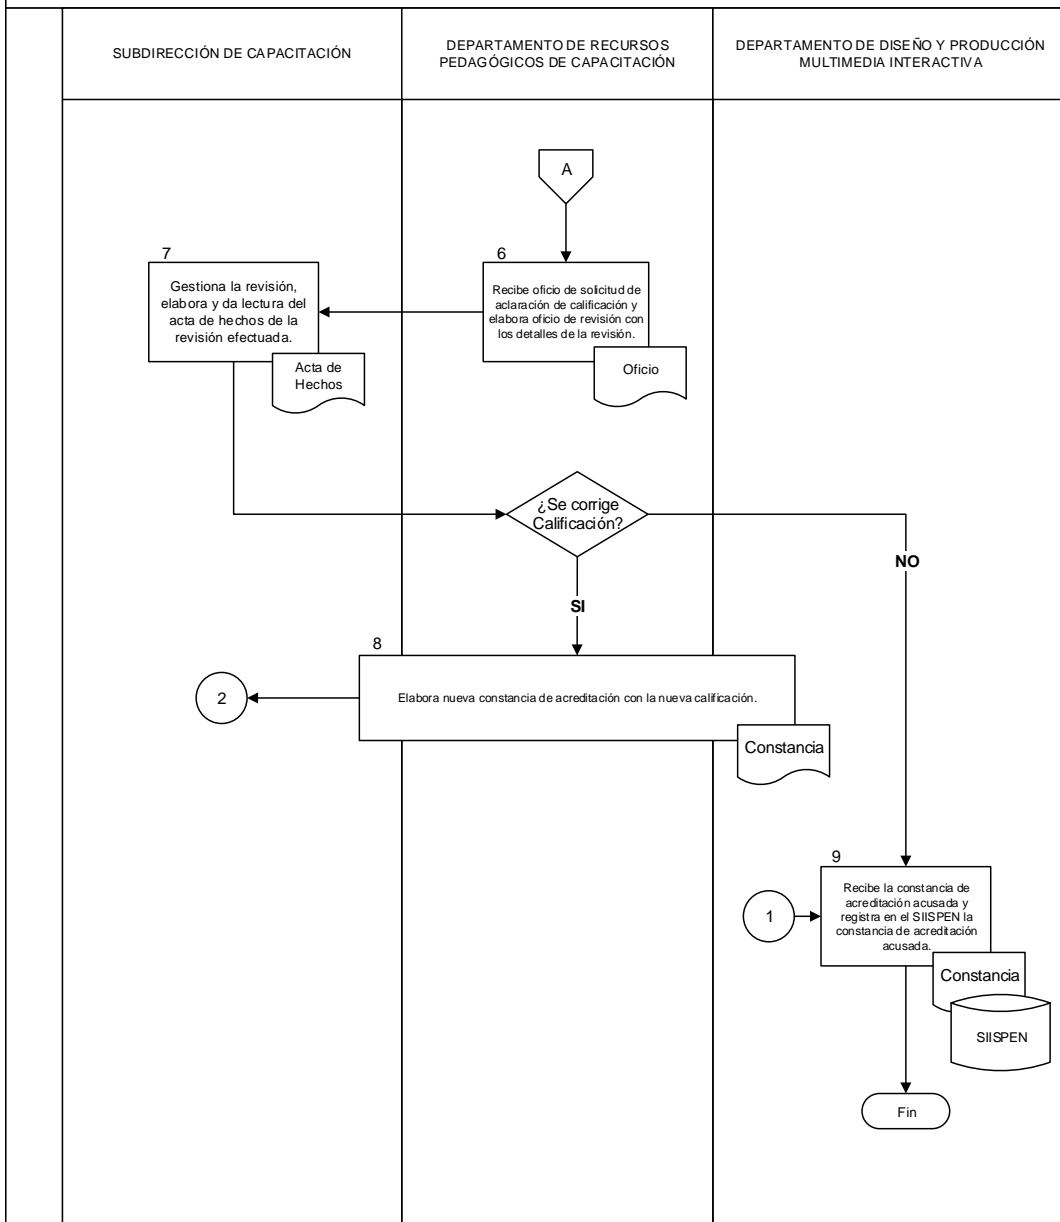 SUBDIRECCIÓN DE CAPACITACIÓN
DEPARTAMENTO DE RECURSOS
PEDAGÓGICOS DE CAPACITACIÓN
DEPARTAMENTO DE DISEÑO Y PRODUCCIÓN
MULTIMEDIA INTERACTIVA
A
7
Gestiona la revisión,
elabora y da lectura del
acta de hechos de la
revisión efectuada.
Acta de
Hechos
6
Recibe oficio de solicitud de
aclaración de calificación y
elabora oficio de revisión con
los detalles de la revisión.
Oficio
¿Se corrige
Calificación?
NO
SI
8
2
Elabora nueva constancia de acreditación con la nueva calificación.
Constancia
9
1
Recibe la constancia de
acreditación acusada y
registra en el SIISPEN la
constancia de acreditación
acusada.
Constancia
SIISPEN
Fin